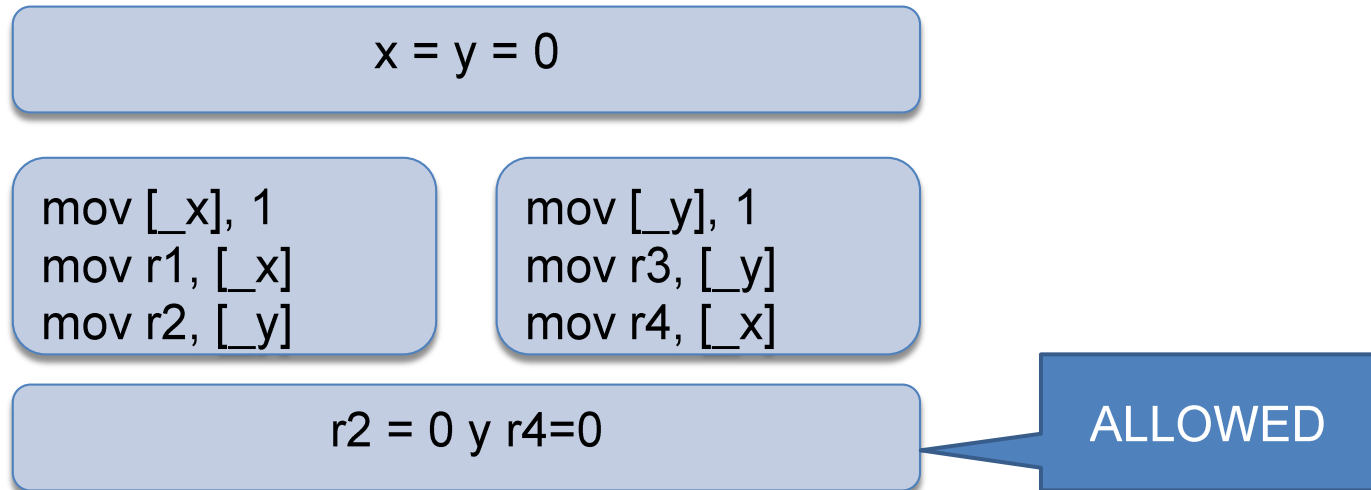 x = y = 0
mov [_x], 1
mov r1, [_x]
mov r2, [_y]
mov [_y], 1
mov r3, [_y]
mov r4, [_x]
r2 = 0 y r4=0
ALLOWED